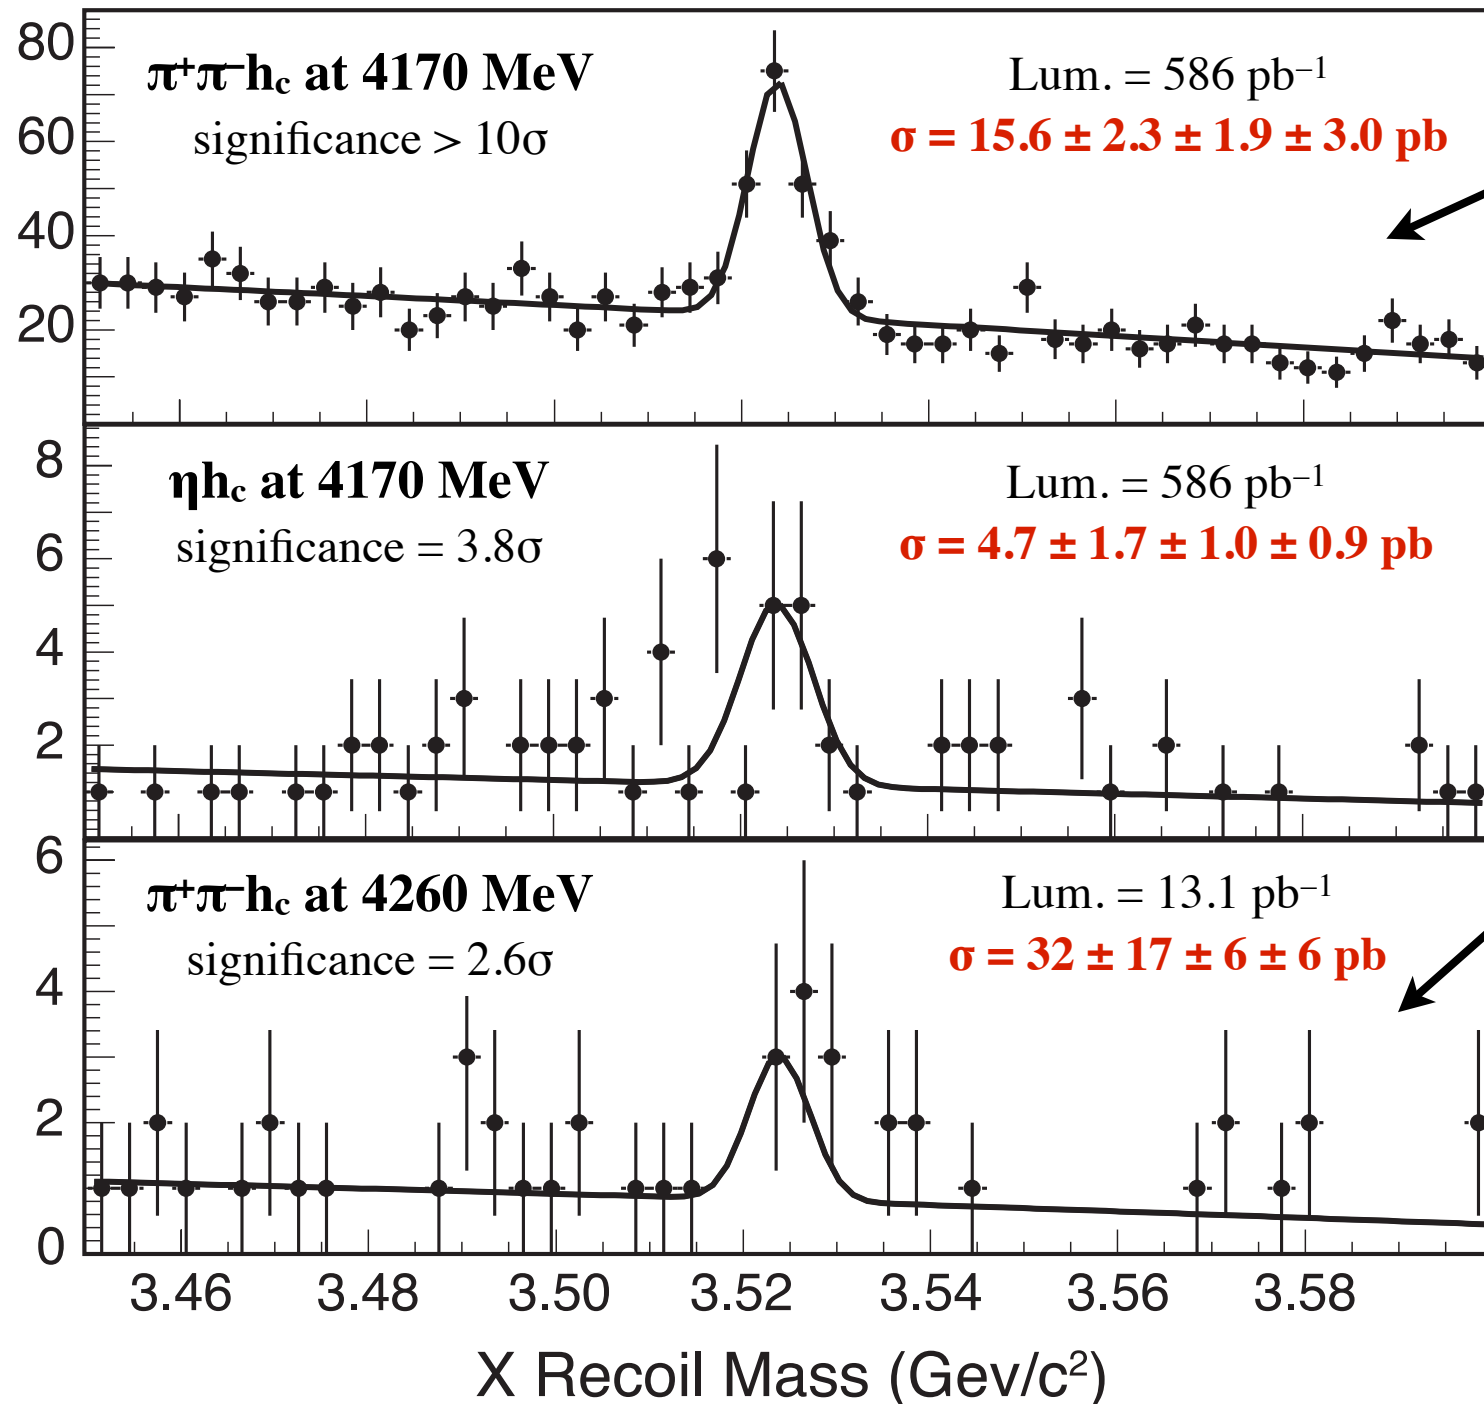 80
60
40
20
π⁺π⁻h_c at 4170 MeV
significance > 10σ
Lum. = 586 pb⁻¹
σ = 15.6 ± 2.3 ± 1.9 ± 3.0 pb
8
6
4
2
ηh_c at 4170 MeV
significance = 3.8σ
Lum. = 586 pb⁻¹
σ = 4.7 ± 1.7 ± 1.0 ± 0.9 pb
6
4
2
0
π⁺π⁻h_c at 4260 MeV
significance = 2.6σ
Lum. = 13.1 pb⁻¹
σ = 32 ± 17 ± 6 ± 6 pb
3.46 3.48 3.50 3.52 3.54 3.56 3.58
X Recoil Mass (Gev/c²)